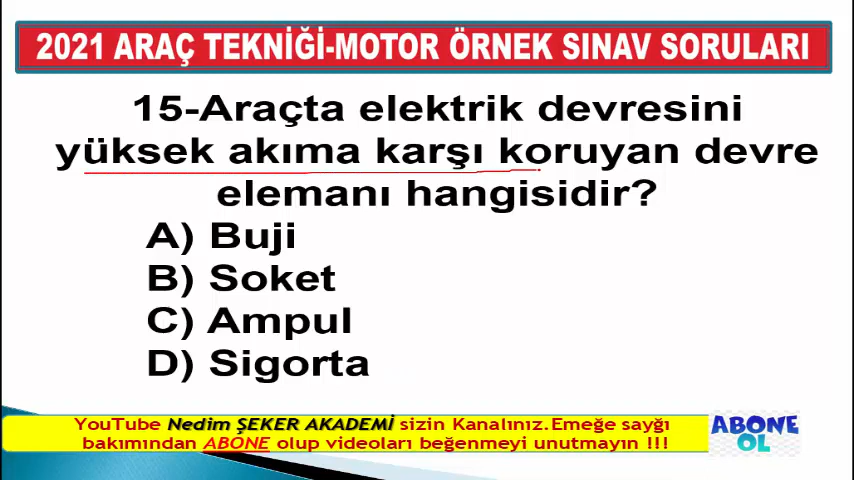 2021 ARAÇ TEKNİĞİ-MOTOR ÖRNEK SINAV SORULARI
15-Araçta elektrik devresini
yüksek akıma karşı koruyan devre
elemanı hangisidir?
A) Buji
B) Soket
C) Ampul
D) Sigorta
YouTube Nedim ŞEKER AKADEMİ sizin Kanalınız.Emeğe sayğı
bakımından ABONE olup videoları beğenmeyi unutmayın !!!
ABONE
OL